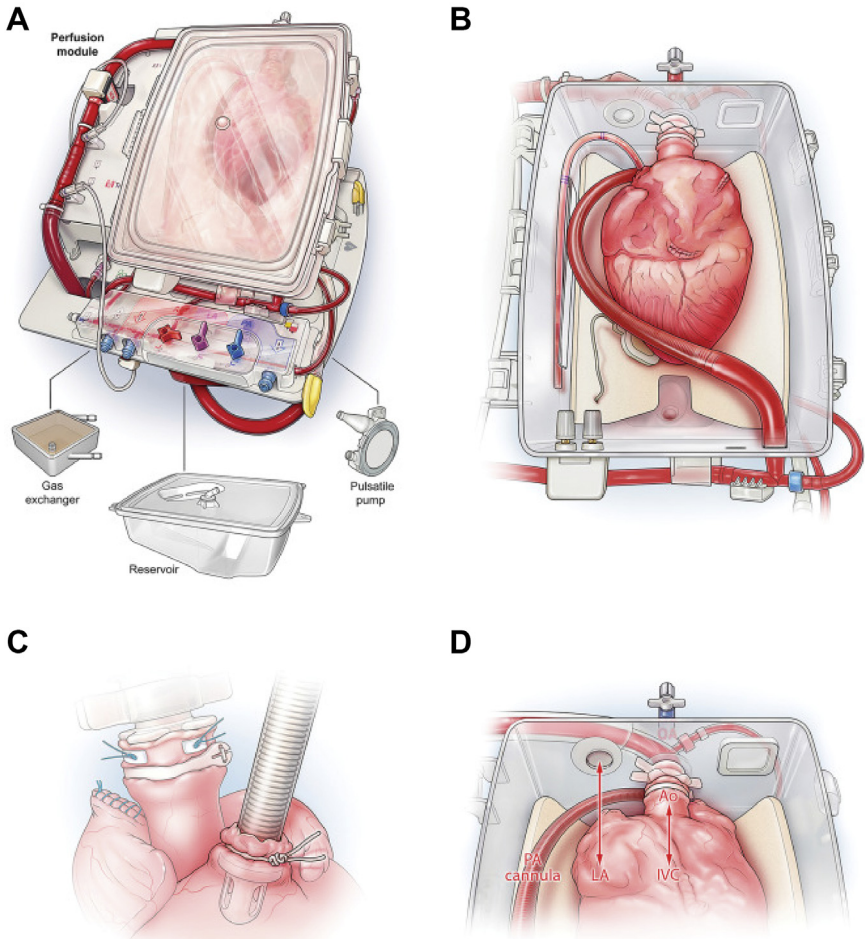 A
Perfusion
module
Gas
exchanger
Reservoir
Pulsatile
pump
B
C
D
Ao
PA
cannula
LA
IVC